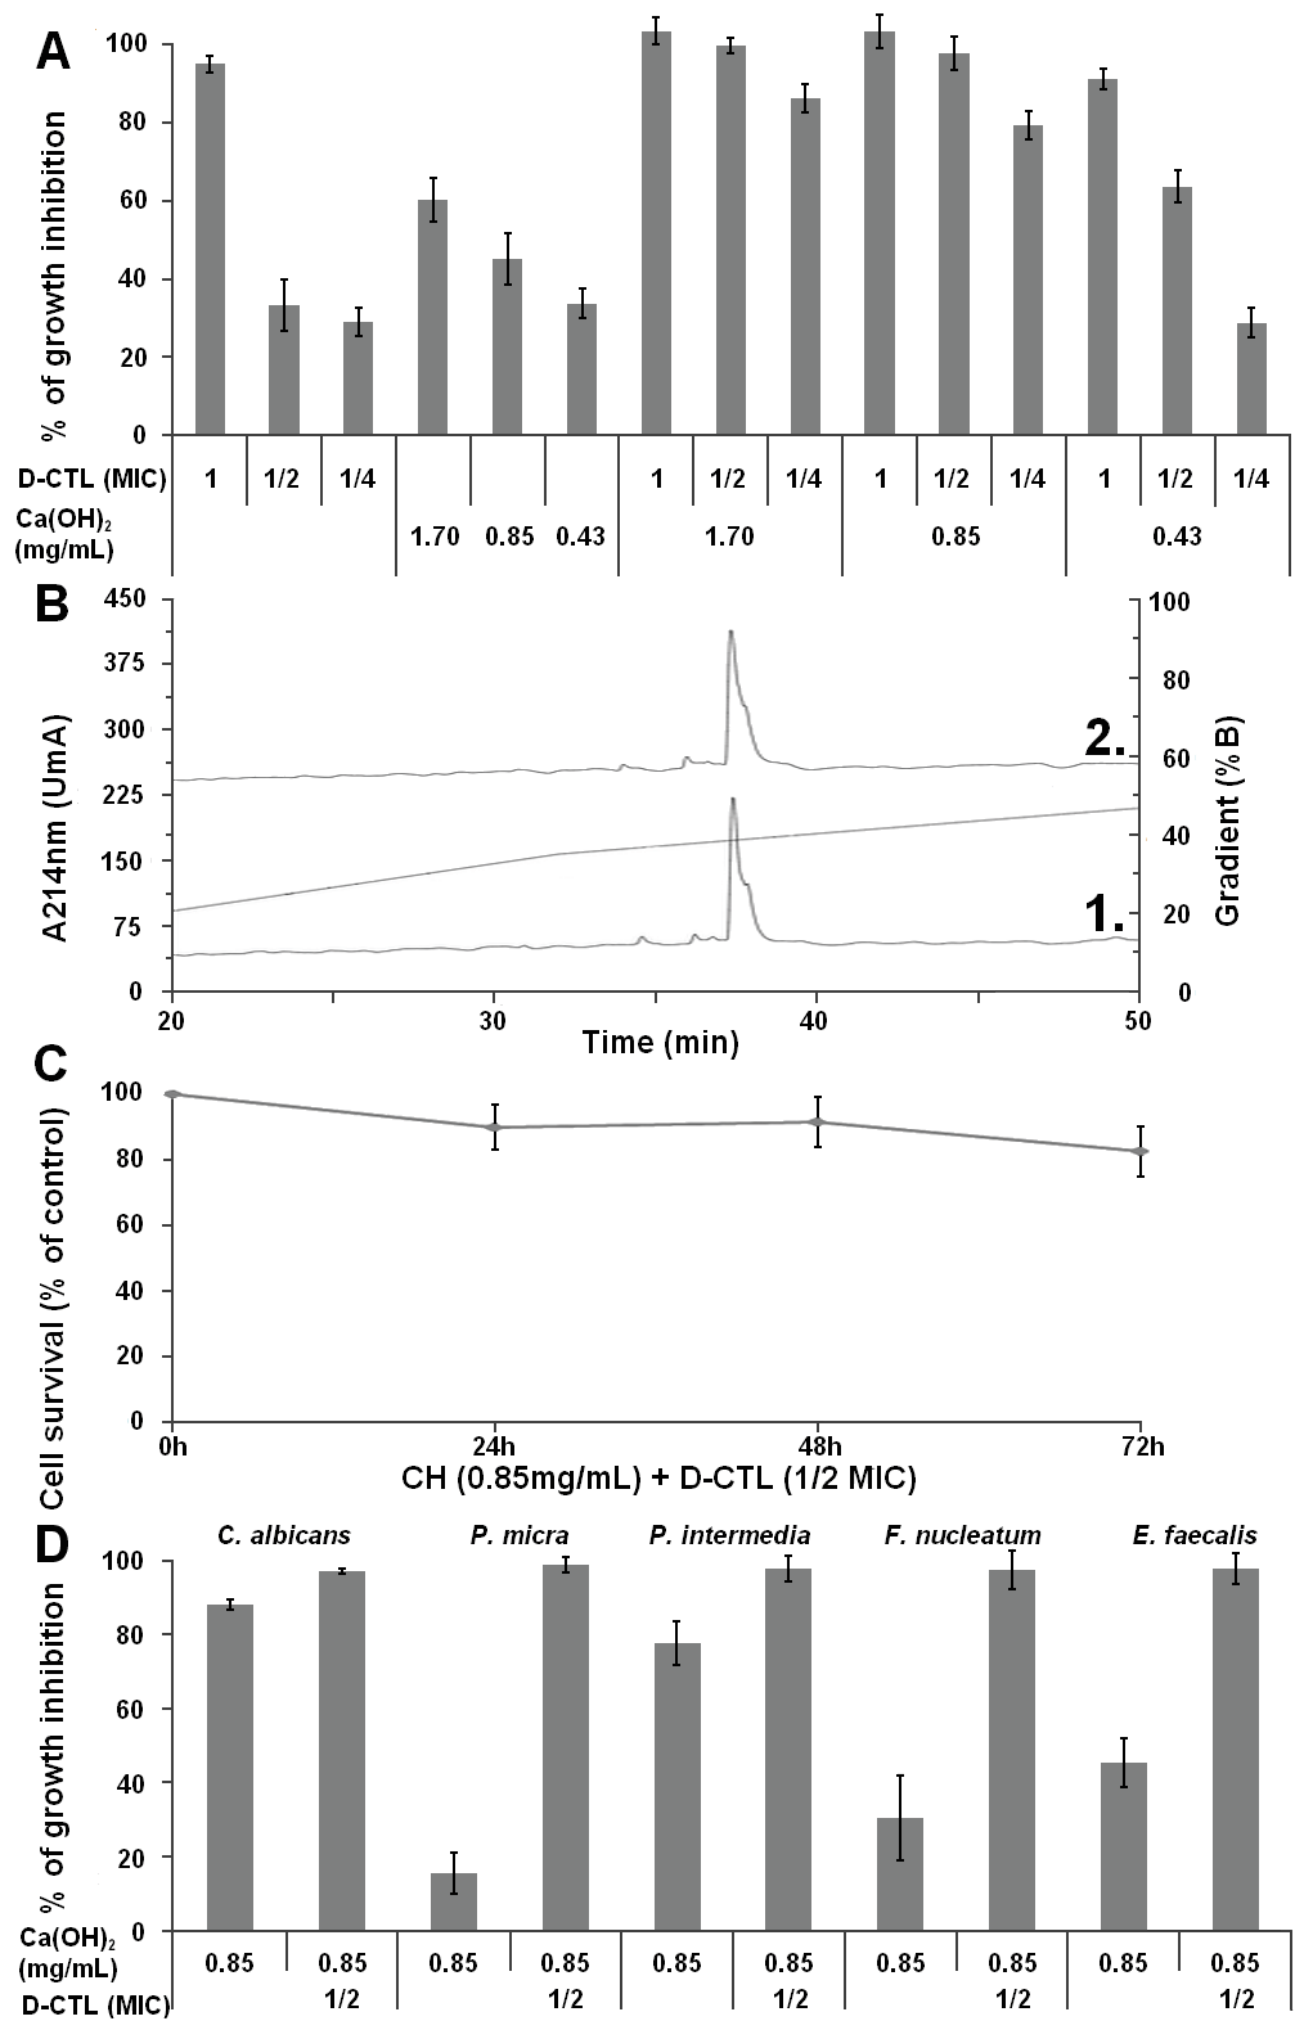 A
% of growth inhibition
100
80
60
40
20
0
D-CTL (MIC) 1 1/2 1/4 1 1/2 1/4 1 1/2 1/4 1 1/2 1/4
Ca(OH)₂
(mg/mL) 1.70 0.85 0.43 1.70 0.85 0.43
B
A214nm (UmA)
450
375
300
225
150
75
0
100
80
60
40
20
0
Gradient (%B)
2.
1.
20 30 40 50
Time (min)
C
Cell survival (% of control)
100
80
60
40
20
0
0h 24h 48h 72h
CH (0.85mg/mL) + D-CTL (1/2 MIC)
D
C. albicans P. micra P. intermedia F. nucleatum E. faecalis
% of growth inhibition
100
80
60
40
20
0
Ca(OH)₂
(mg/mL) 0.85 0.85 0.85 0.85 0.85 0.85 0.85 0.85 0.85 0.85
D-CTL (MIC) 1/2 1/2 1/2 1/2 1/2